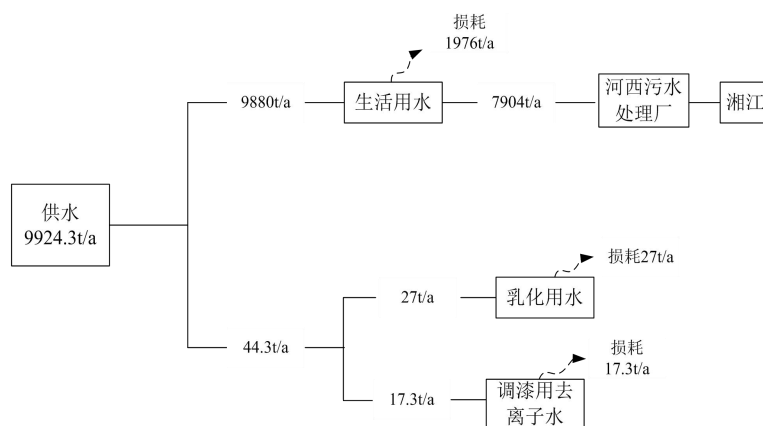 损耗
1976t/a
9880t/a
生活用水
7904t/a
河西污水
处理厂
湘江
供水
9924.3t/a
损耗27t/a
27t/a
乳化用水
44.3t/a
损耗
17.3t/a
17.3t/a
调漆用去
离子水